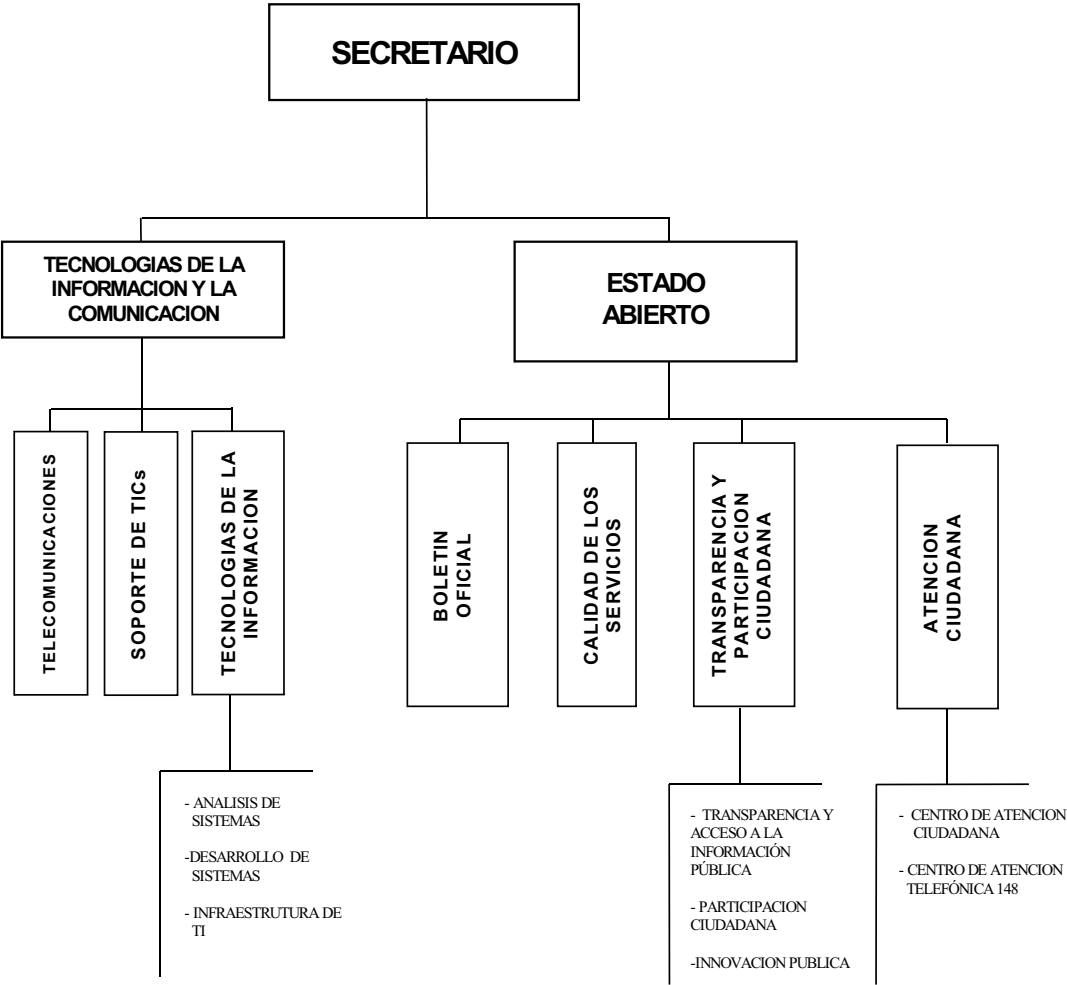 SECRETARIO
TECNOLOGIAS DE LA
INFORMACION Y LA
COMUNICACION
ESTADO
ABIERTO
TELECOMUNICACIONES
SOPORTE DE TICs
TECNOLOGIAS DE LA
INFORMACION
BOLETIN
OFICIAL
CALIDAD DE LOS
SERVICIOS
TRANSPARENCIA Y
PARTICIPACION
CIUDADANA
ATENCION
CIUDADANA
- ANALISIS DE
SISTEMAS
-DESARROLLO DE
SISTEMAS
- INFRAESTRUTURA DE
TI
- TRANSPARENCIA Y
ACCESO A LA
INFORMACIÓN
PÚBLICA
- PARTICIPACION
CIUDADANA
-INNOVACION PUBLICA
- CENTRO DE ATENCION
CIUDADANA
- CENTRO DE ATENCION
TELEFÓNICA 148